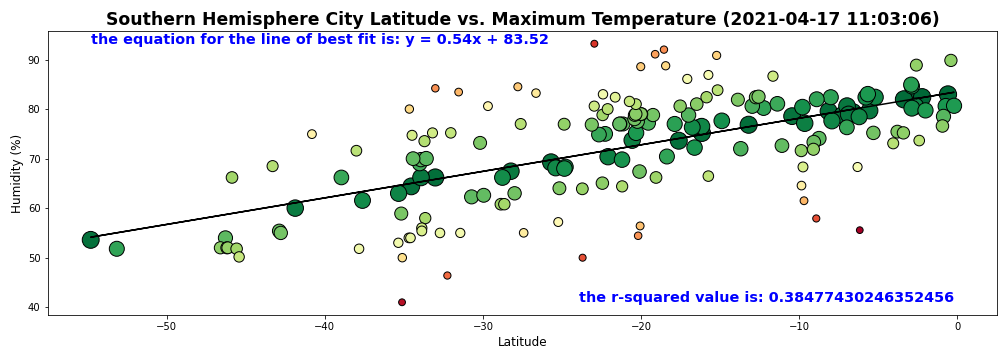 Southern Hemisphere City Latitude vs. Maximum Temperature (2021-04-17 11:03:06)
the equation for the line of best fit is: y = 0.54x + 83.52
90
80
70
60
50
40
Humidity (%)
the r-squared value is: 0.38477430246352456
−50 −40 −30 −20 −10 0
Latitude